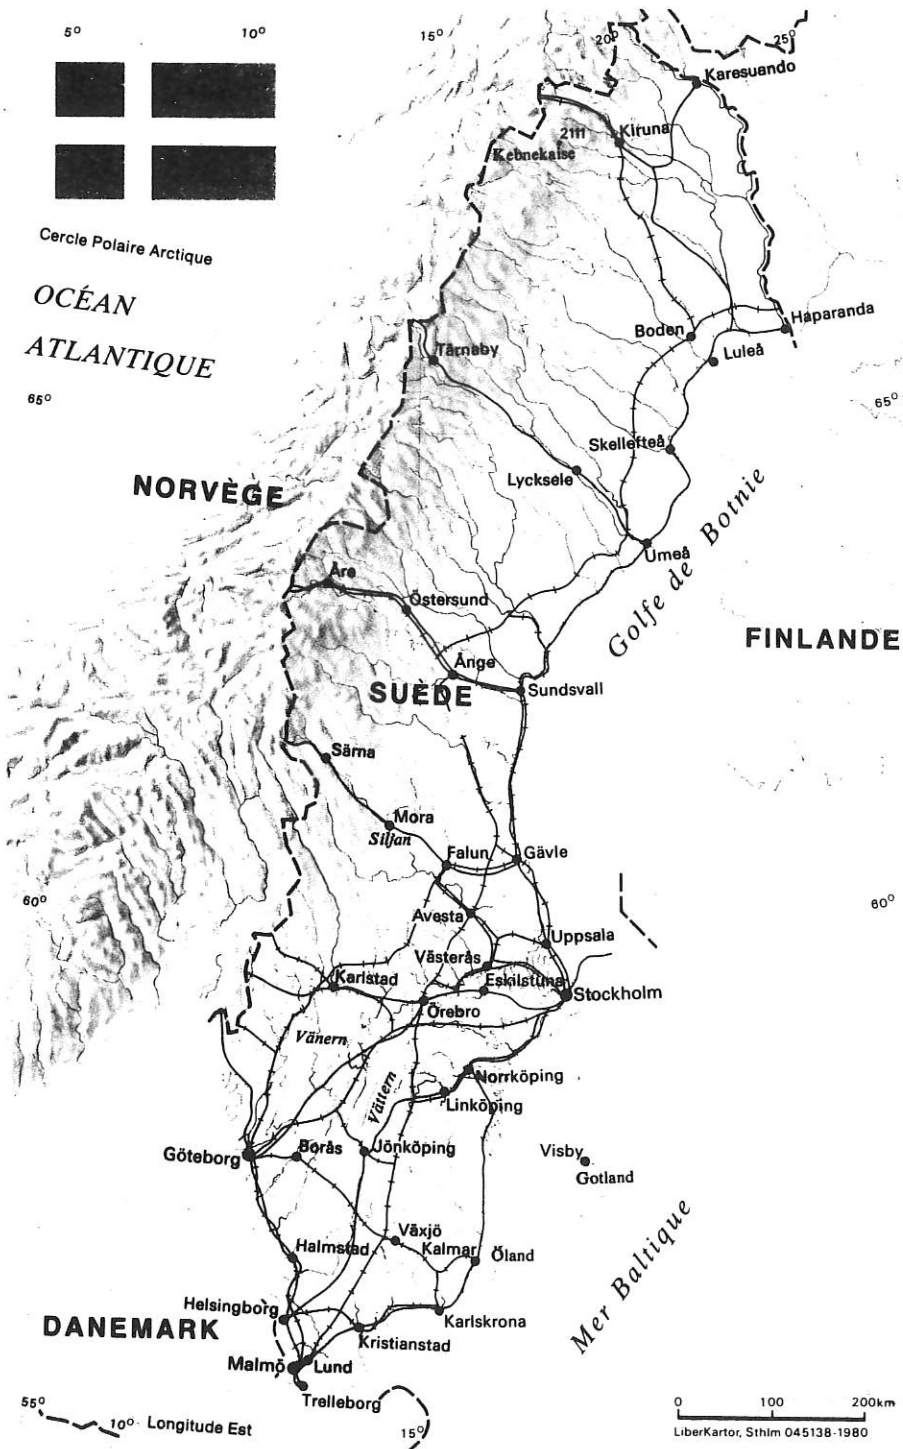 5°
10°
15°
20°
25°
Karesuando
2111
Kiruna
Kebnekaise
Cercle Polaire Arctique
OCÉAN
ATLANTIQUE
Haparanda
Boden
Luleå
Tärnaby
65°
65°
Skellefteå
NORVÈGE
Lycksele
Umeå
Golfe de Botnie
Åre
Östersund
FINLANDE
Ånge
SUÈDE
Sundsvall
Särna
Mora
Siljan
Falun
Gävle
60°
60°
Avesta
Uppsala
Västerås
Karlstad
Eskilstuna
Stockholm
Örebro
Vänern
Vättern
Norrköping
Linköping
Göteborg
Borås
Jönköping
Visby
Gotland
Växjö
Halmstad
Kalmar
Öland
Mer Baltique
Helsingborg
Karlskrona
DANEMARK
Kristianstad
Malmö
Lund
Trelleborg
55°
10° Longitude Est
15°
0 100 200km
LiberKartor, Sthlm 045138-1980